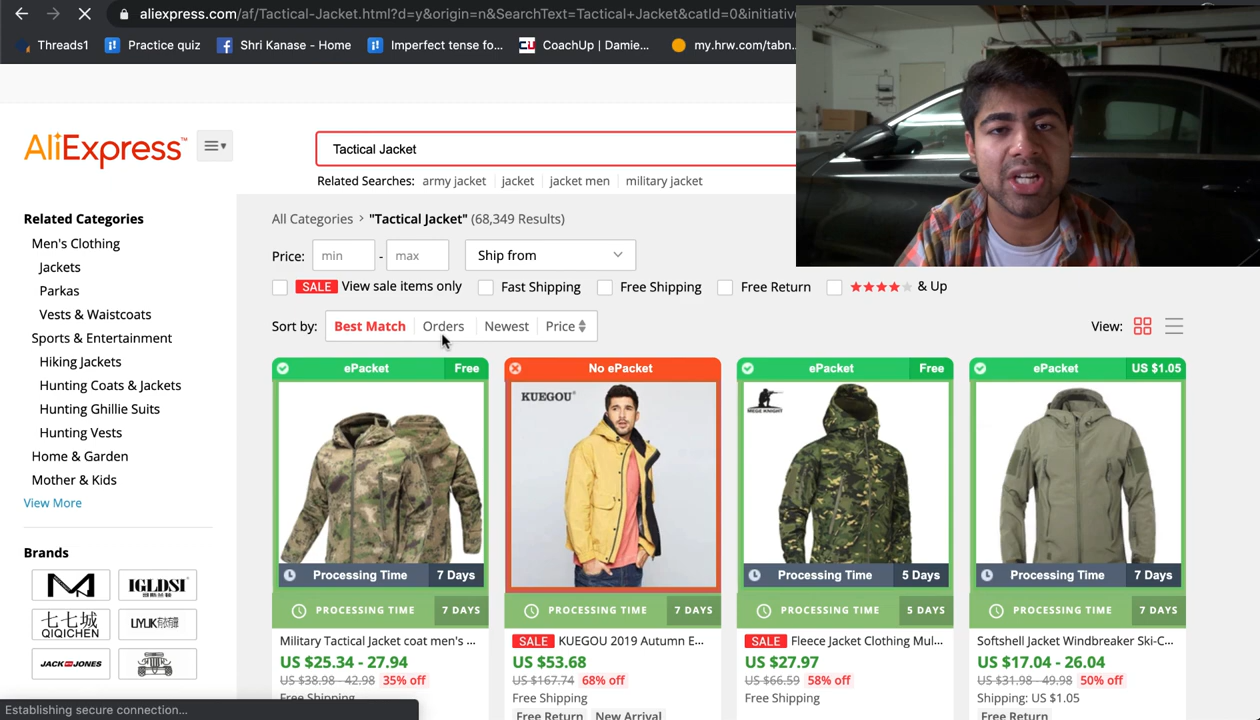 aliexpress.com/af/Tactical-Jacket.html?d=y&origin=n&SearchText=Tactical+Jacket&catId=0&initiativ
Threads1 Practice quiz Shri Kanase - Home Imperfect tense fo... CoachUp | Damie... my.hrw.com/tabn...
AliExpress™
Tactical Jacket
Related Searches: army jacket jacket jacket men military jacket
Related Categories
Men's Clothing
Jackets
Parkas
Vests & Waistcoats
Sports & Entertainment
Hiking Jackets
Hunting Coats & Jackets
Hunting Ghillie Suits
Hunting Vests
Home & Garden
Mother & Kids
View More
Brands
IGLDSI
七七城
QIQICHEN
JACK JONES
All Categories > "Tactical Jacket" (68,349 Results)
Price: min - max Ship from
SALE View sale items only Fast Shipping Free Shipping Free Return & Up
Sort by: Best Match Orders Newest Price View:
ePacket Free No ePacket ePacket Free ePacket US $1.05
KUEGOU
MEGE KNIGHT
Processing Time 7 Days Processing Time 5 Days Processing Time 7 Days
PROCESSING TIME 7 DAYS PROCESSING TIME 7 DAYS PROCESSING TIME 5 DAYS PROCESSING TIME 7 DAYS
Military Tactical Jacket coat men's ... SALE KUEGOU 2019 Autumn E... SALE Fleece Jacket Clothing Mul... Softshell Jacket Windbreaker Ski-C...
US $25.34 - 27.94 US $53.68 US $27.97 US $17.04 - 26.04
US $38.98 - 42.98 35% off US $167.74 68% off US $66.59 58% off US $31.98 - 49.98 50% off
Free Shipping Free Shipping Free Shipping Shipping: US $1.05
Free Return New Arrival Free Return
Establishing secure connection...